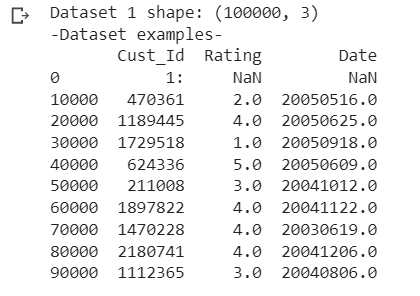 Dataset 1 shape: (100000, 3)
-Dataset examples-
Cust_Id Rating Date
0 1: NaN NaN
10000 470361 2.0 20050516.0
20000 1189445 4.0 20050625.0
30000 1729518 1.0 20050918.0
40000 624336 5.0 20050609.0
50000 211008 3.0 20041012.0
60000 1897822 4.0 20041122.0
70000 1470228 4.0 20030619.0
80000 2180741 4.0 20041206.0
90000 1112365 3.0 20040806.0